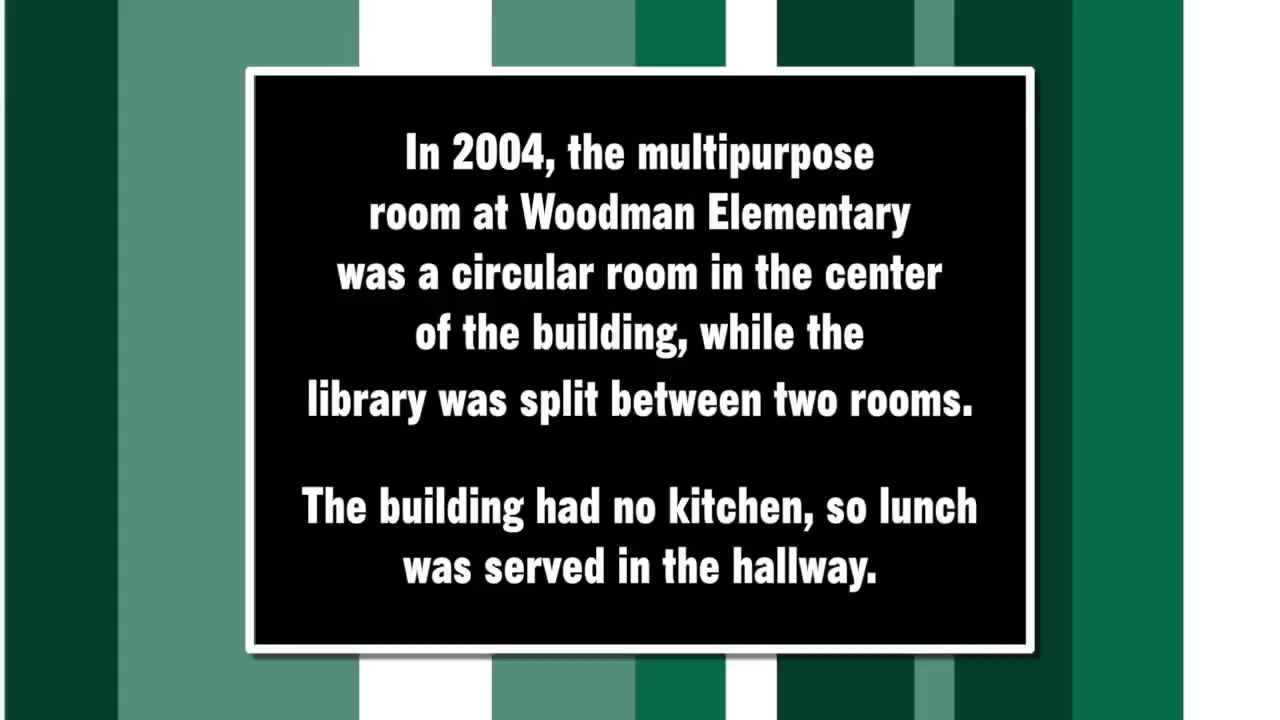 In 2004, the multipurpose
room at Woodman Elementary
was a circular room in the center
of the building, while the
library was split between two rooms.
The building had no kitchen, so lunch
was served in the hallway.